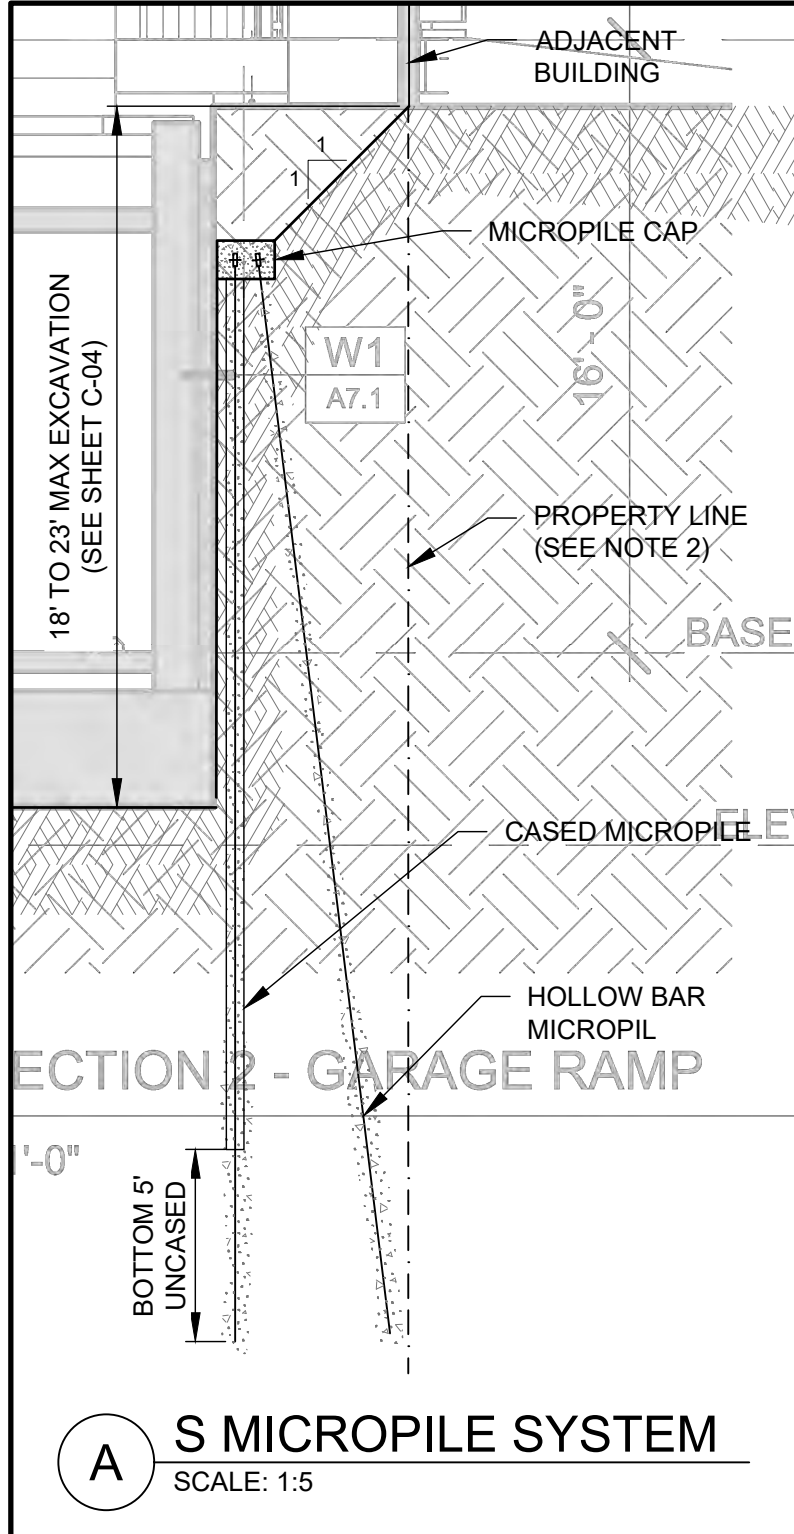 ADJACENT
BUILDING
1
1
MICROPILE CAP
18' TO 23' MAX EXCAVATION
(SEE SHEET C-04)
16' - 0"
W1
A7.1
PROPERTY LINE
(SEE NOTE 2)
BASE
CASED MICROPILE
ELEV
HOLLOW BAR
MICROPIL
ECTION 2 - GARAGE RAMP
1'-0"
BOTTOM 5'
UNCASED
A
S MICROPILE SYSTEM
SCALE: 1:5